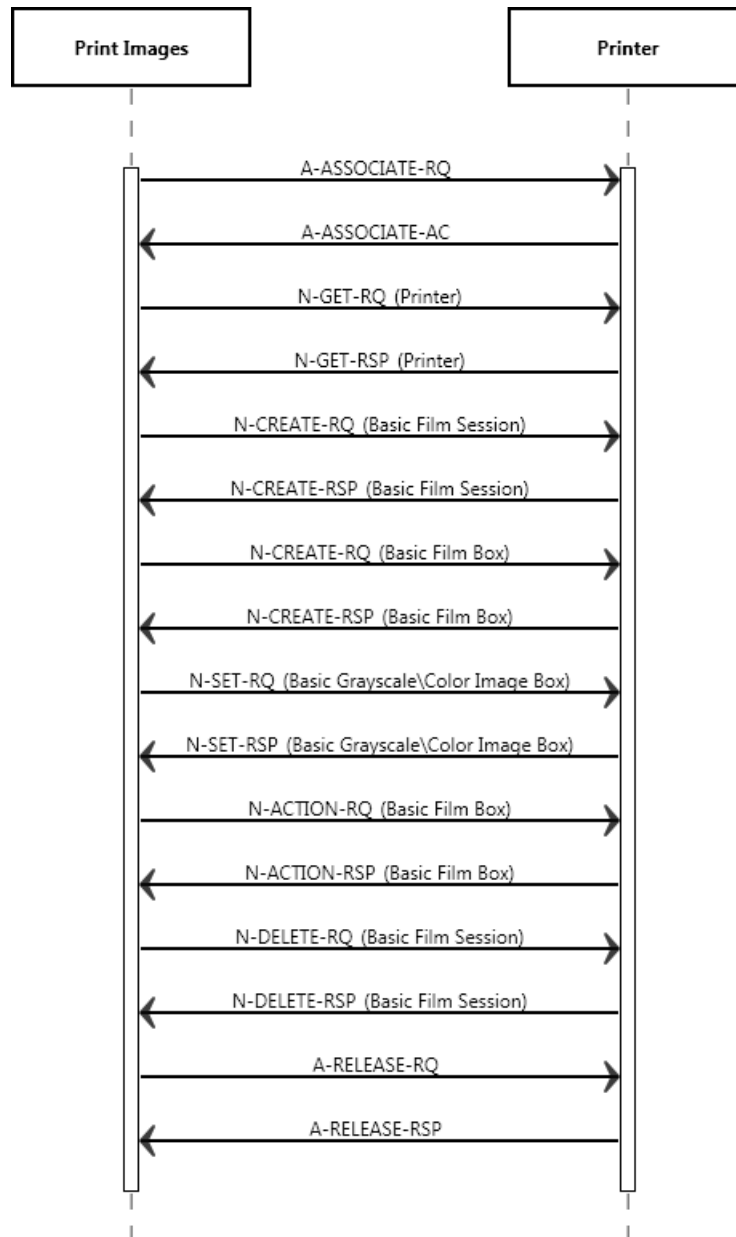 Print Images
Printer
A-ASSOCIATE-RQ
A-ASSOCIATE-AC
N-GET-RQ (Printer)
N-GET-RSP (Printer)
N-CREATE-RQ (Basic Film Session)
N-CREATE-RSP (Basic Film Session)
N-CREATE-RQ (Basic Film Box)
N-CREATE-RSP (Basic Film Box)
N-SET-RQ (Basic Grayscale\Color Image Box)
N-SET-RSP (Basic Grayscale\Color Image Box)
N-ACTION-RQ (Basic Film Box)
N-ACTION-RSP (Basic Film Box)
N-DELETE-RQ (Basic Film Session)
N-DELETE-RSP (Basic Film Session)
A-RELEASE-RQ
A-RELEASE-RSP